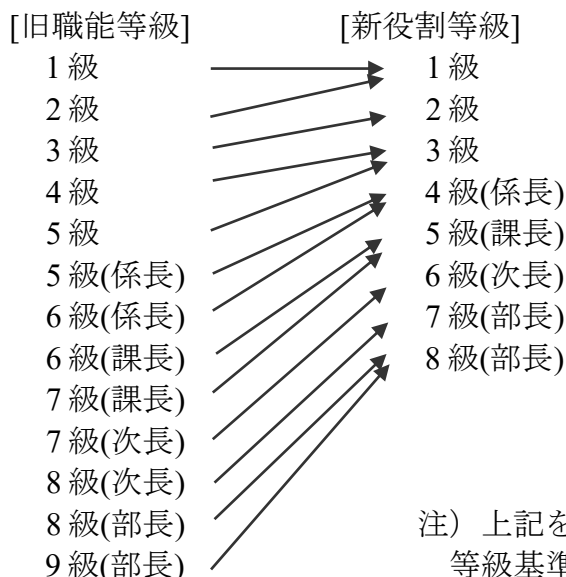 [旧職能等級]
[新役割等級]
1級
2級
3級
4級
5級
5級(係長)
6級(係長)
6級(課長)
7級(課長)
7級(次長)
8級(次長)
8級(部長)
9級(部長)
1級
2級
3級
4級(係長)
5級(課長)
6級(次長)
7級(部長)
8級(部長)
注）上記を
等級基準